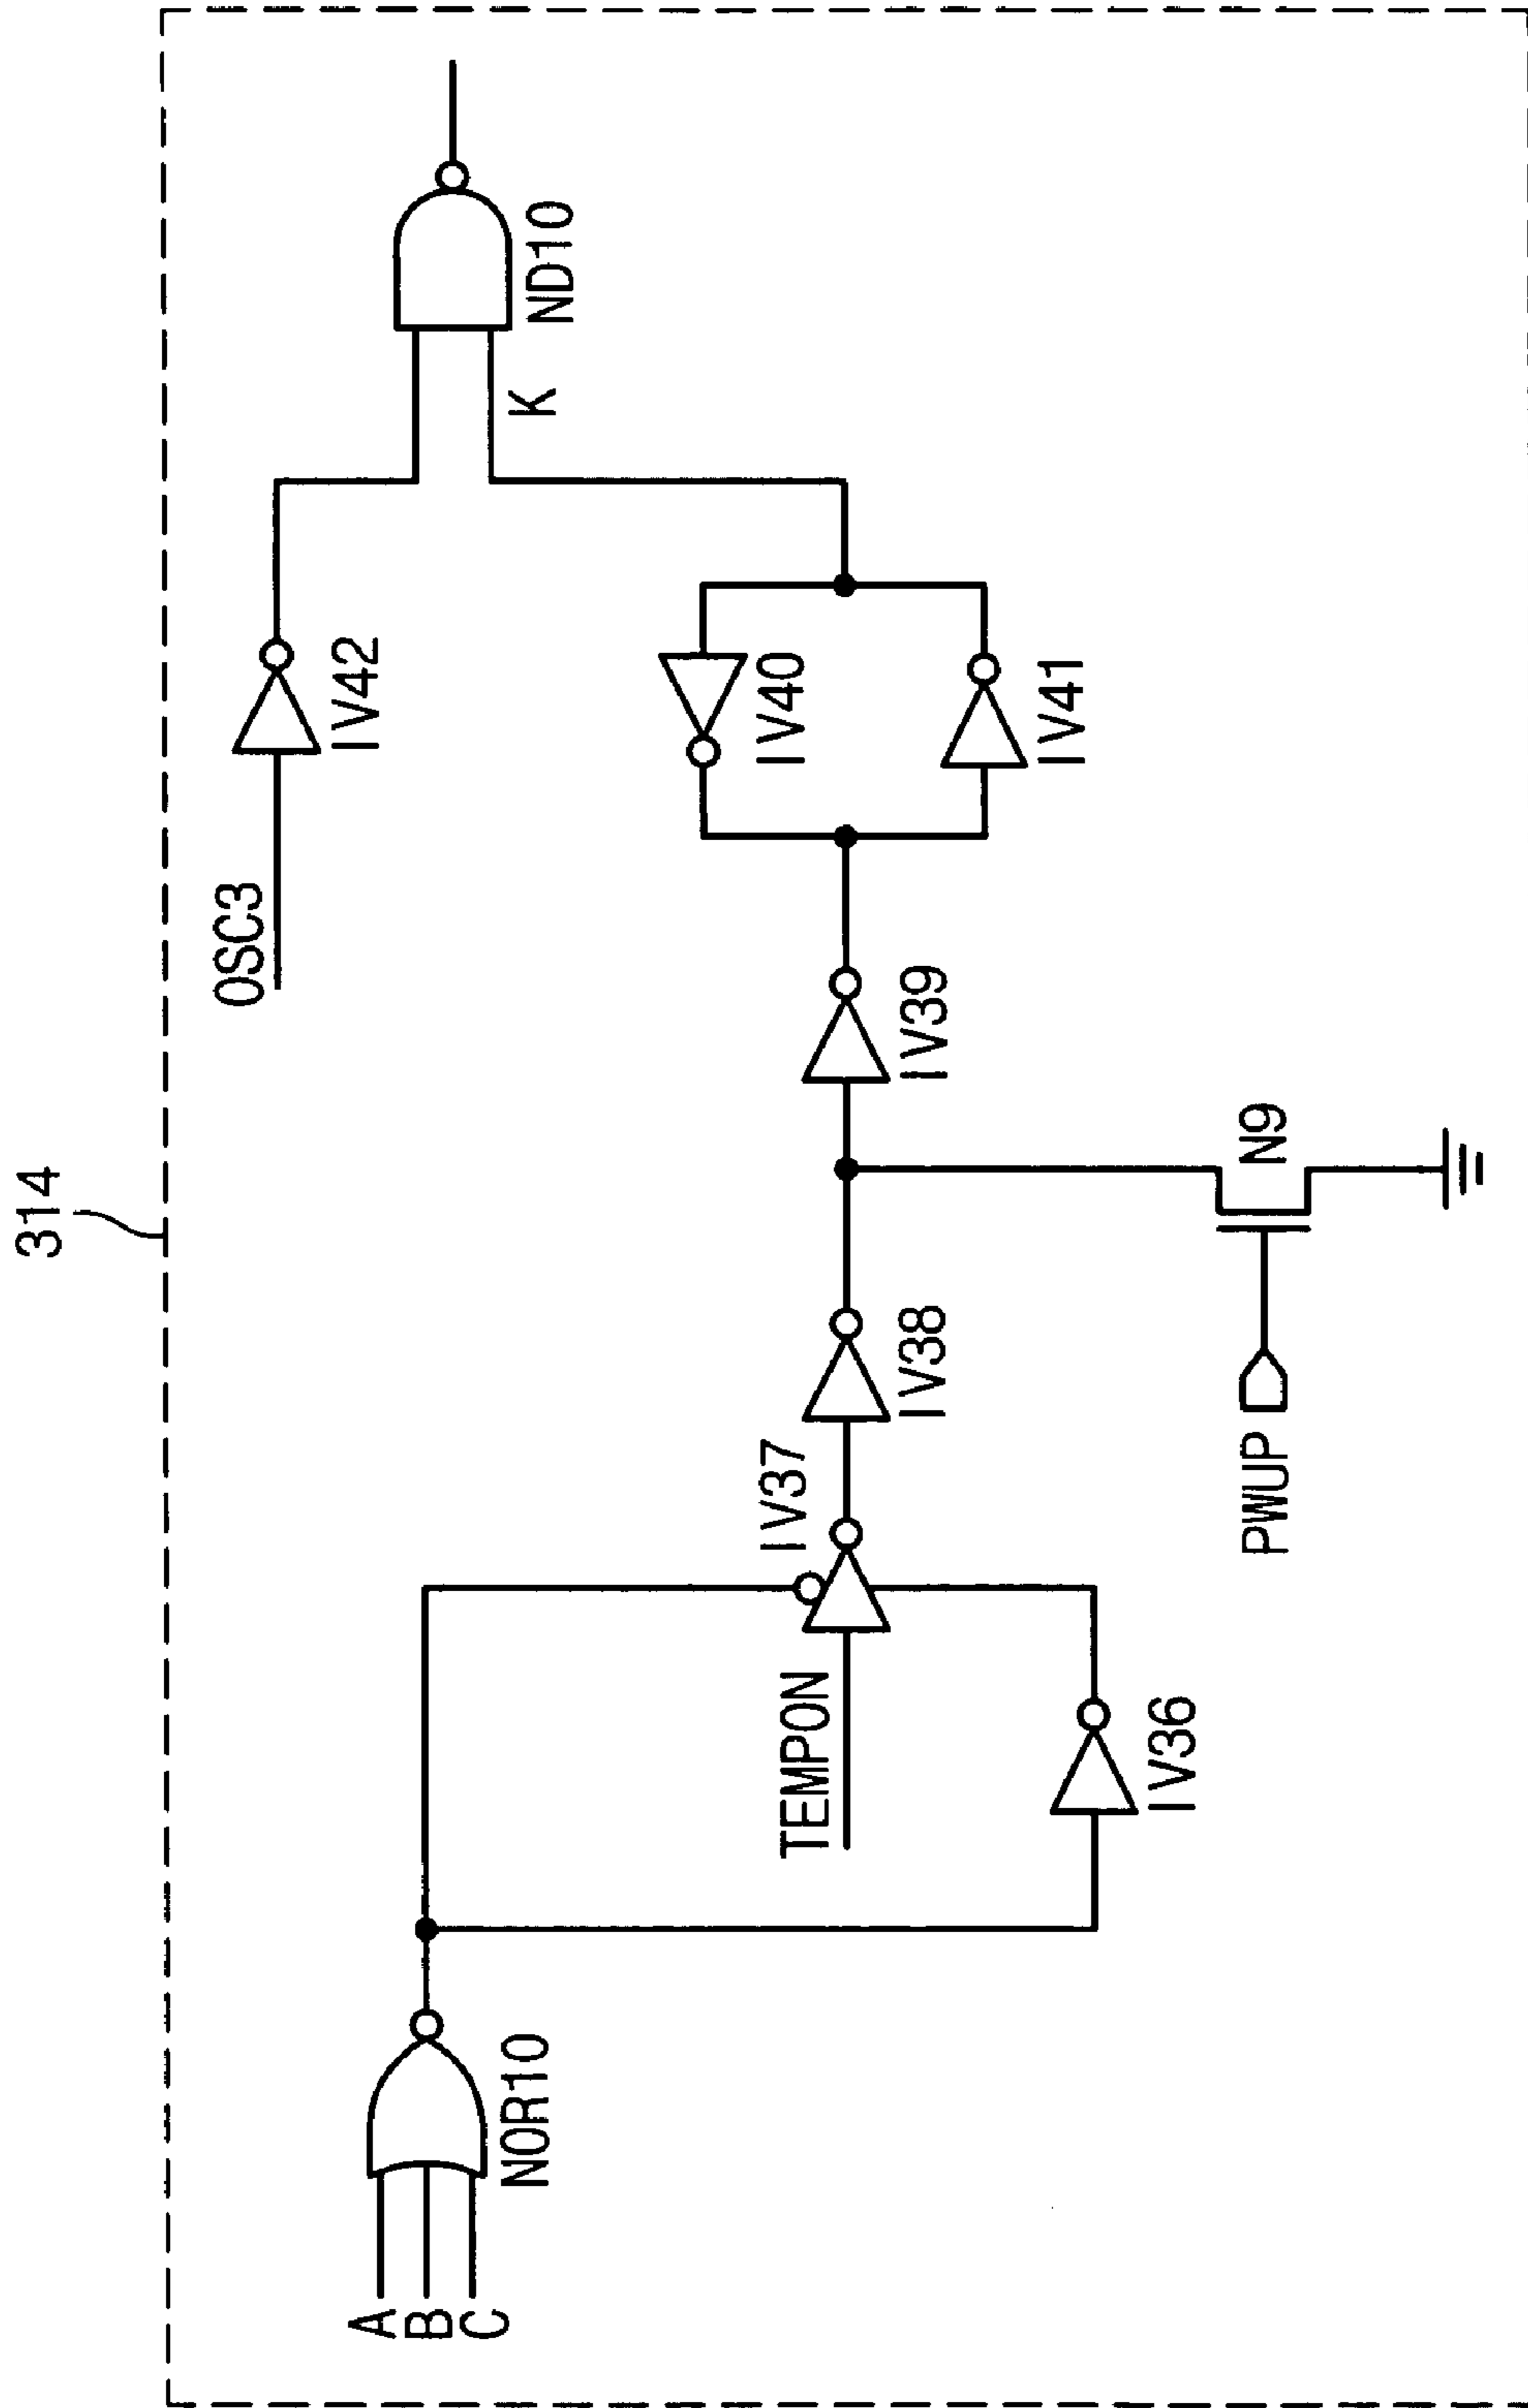 314
A
B
C
NOR10
TEMPON
IV36
IV37
IV38
PWUP
N9
IV39
OSC3
IV42
IV40
IV41
K
ND10